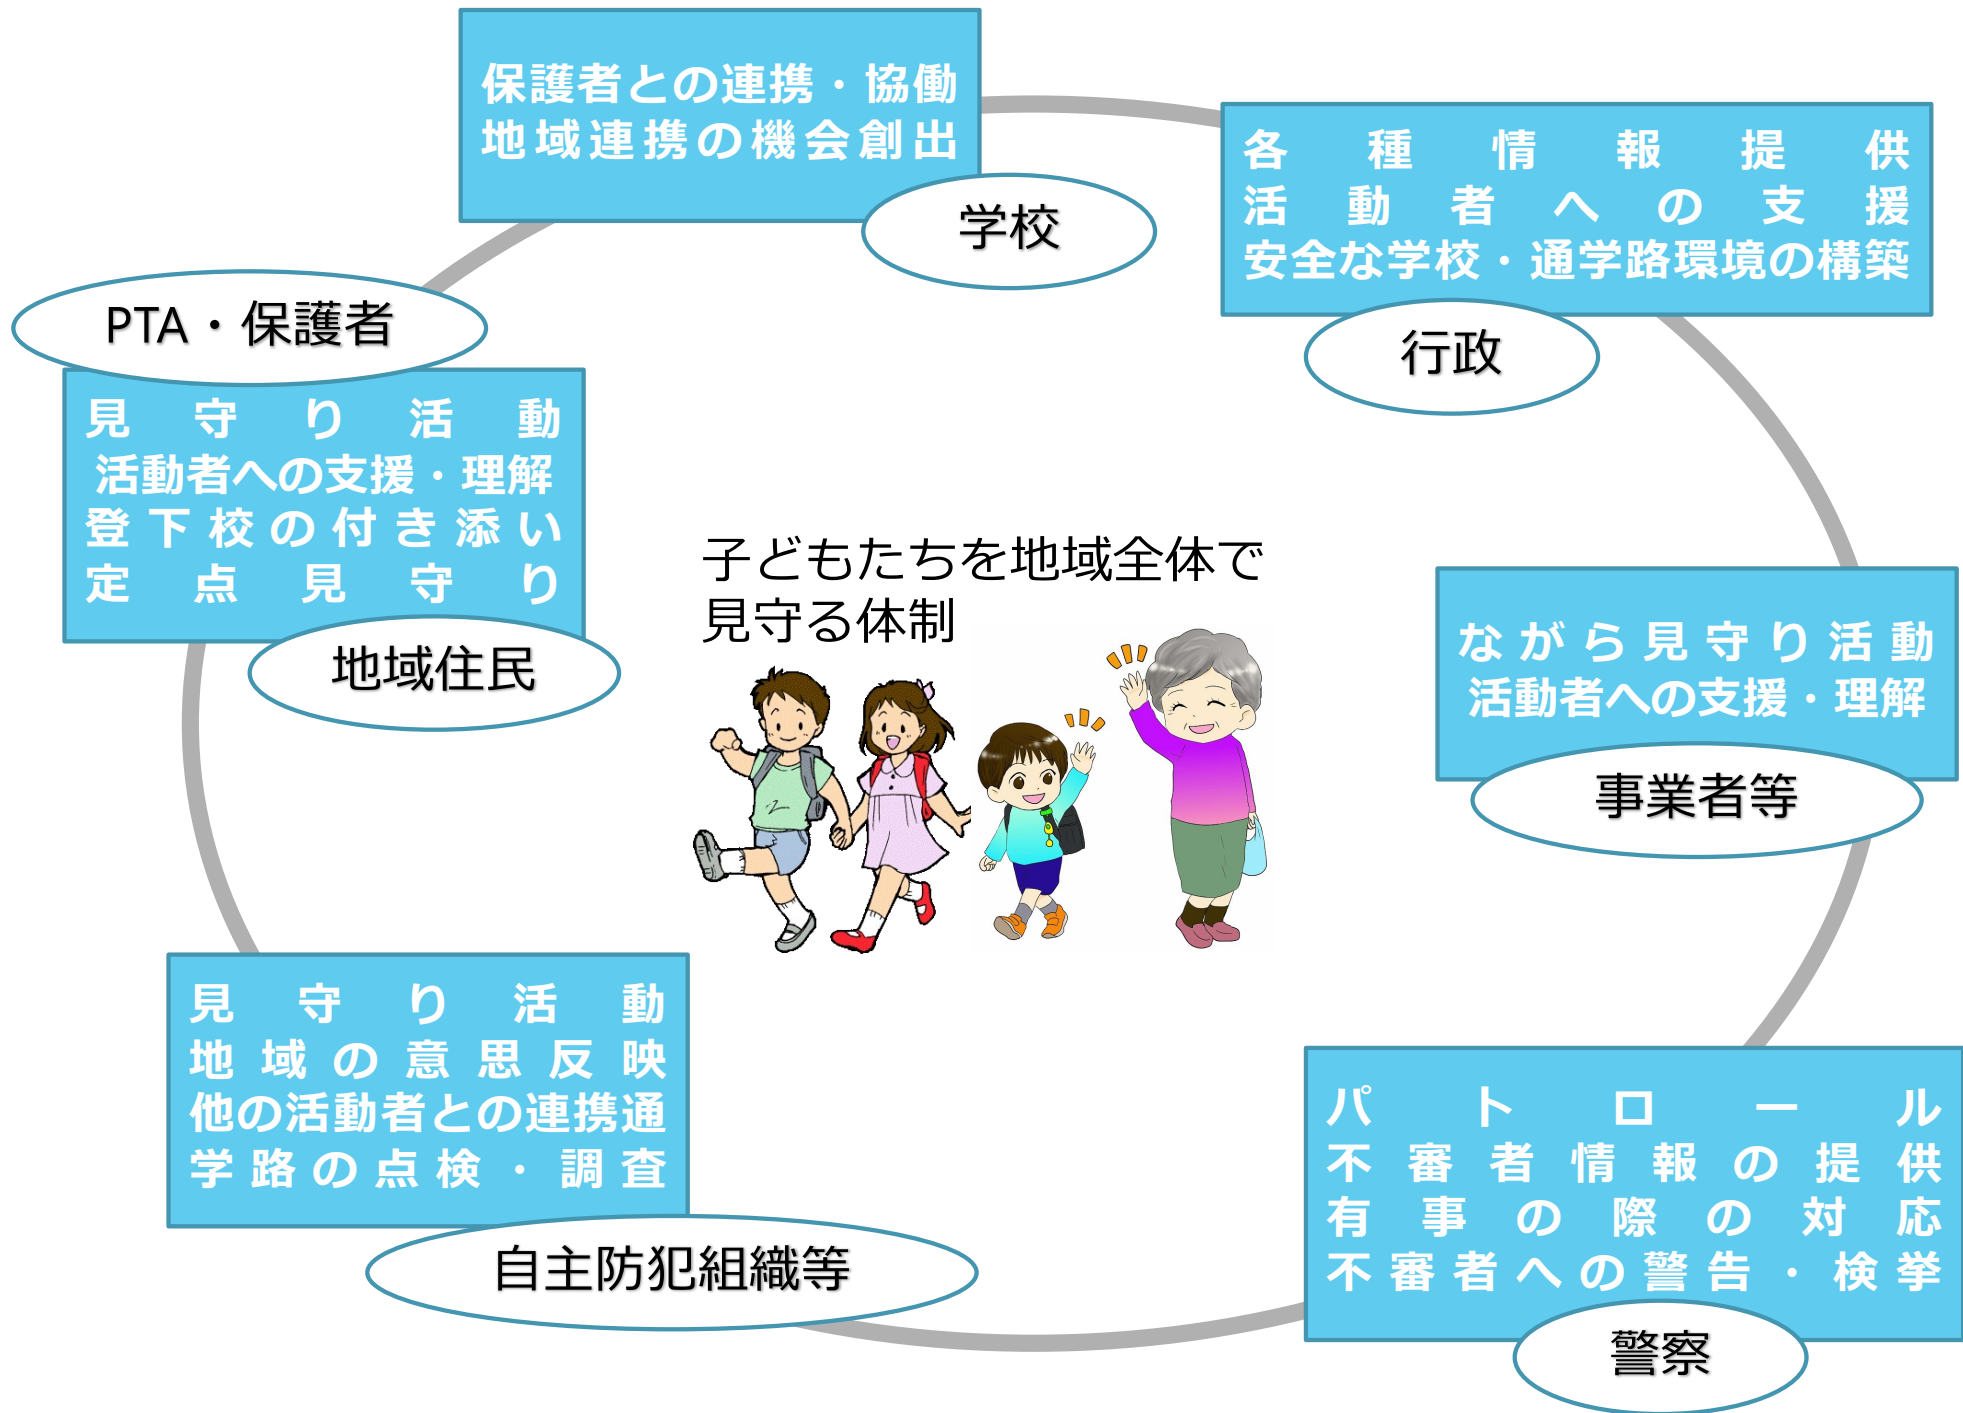 保護者との連携・協働
地域連携の機会創出
学校
各種情報提供
活動者への支援
安全な学校・通学路環境の構築
行政
PTA・保護者
見守り活動
活動者への支援・理解
登下校の付き添い
定点見守り
地域住民
子どもたちを地域全体で
見守る体制
ながら見守り活動
活動者への支援・理解
事業者等
見守り活動
地域の意思反映
他の活動者との連携通
学路の点検・調査
自主防犯組織等
パトロール
不審者情報の提供
有事の際の対応
不審者への警告・検挙
警察